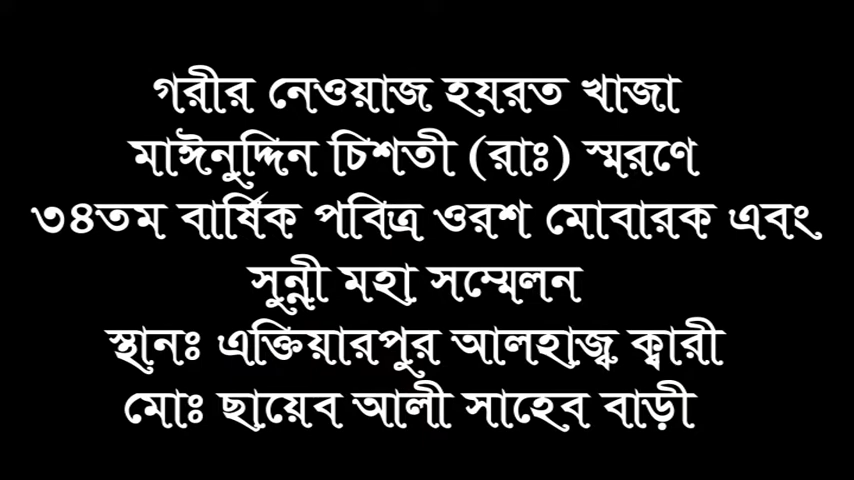 গরীর নেওয়াজ হযরত খাজা
মাঈনুদ্দিন চিশতী (রাঃ) স্মরণে
৩৪তম বার্ষিক পবিত্র ওরশ মোবারক এবং
সুন্নী মহা সম্মেলন
স্থানঃ এক্তিয়ারপুর আলহাজ্ব ক্বারী
মোঃ ছায়েব আলী সাহেব বাড়ী